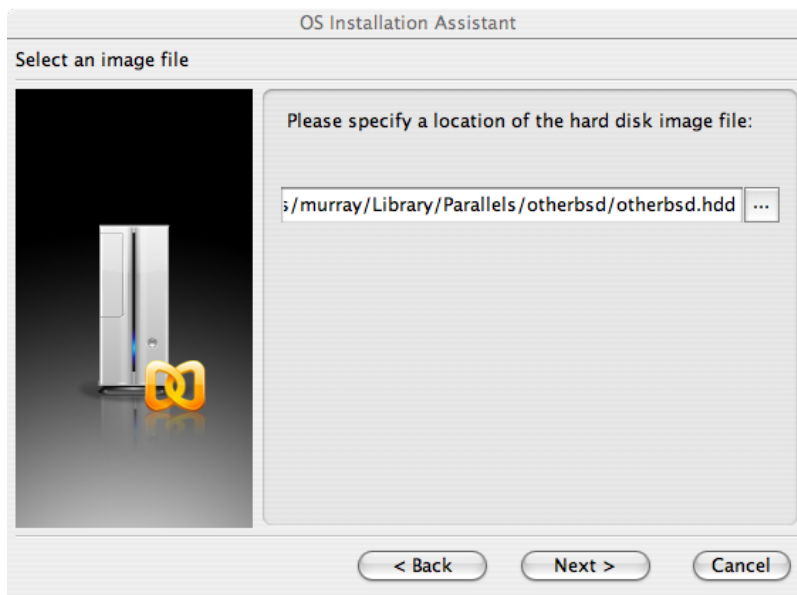 OS Installation Assistant
Select an image file
Please specify a location of the hard disk image file:
s/murray/Library/Parallels/otherbsd/otherbsd.hdd ...
< Back Next > Cancel